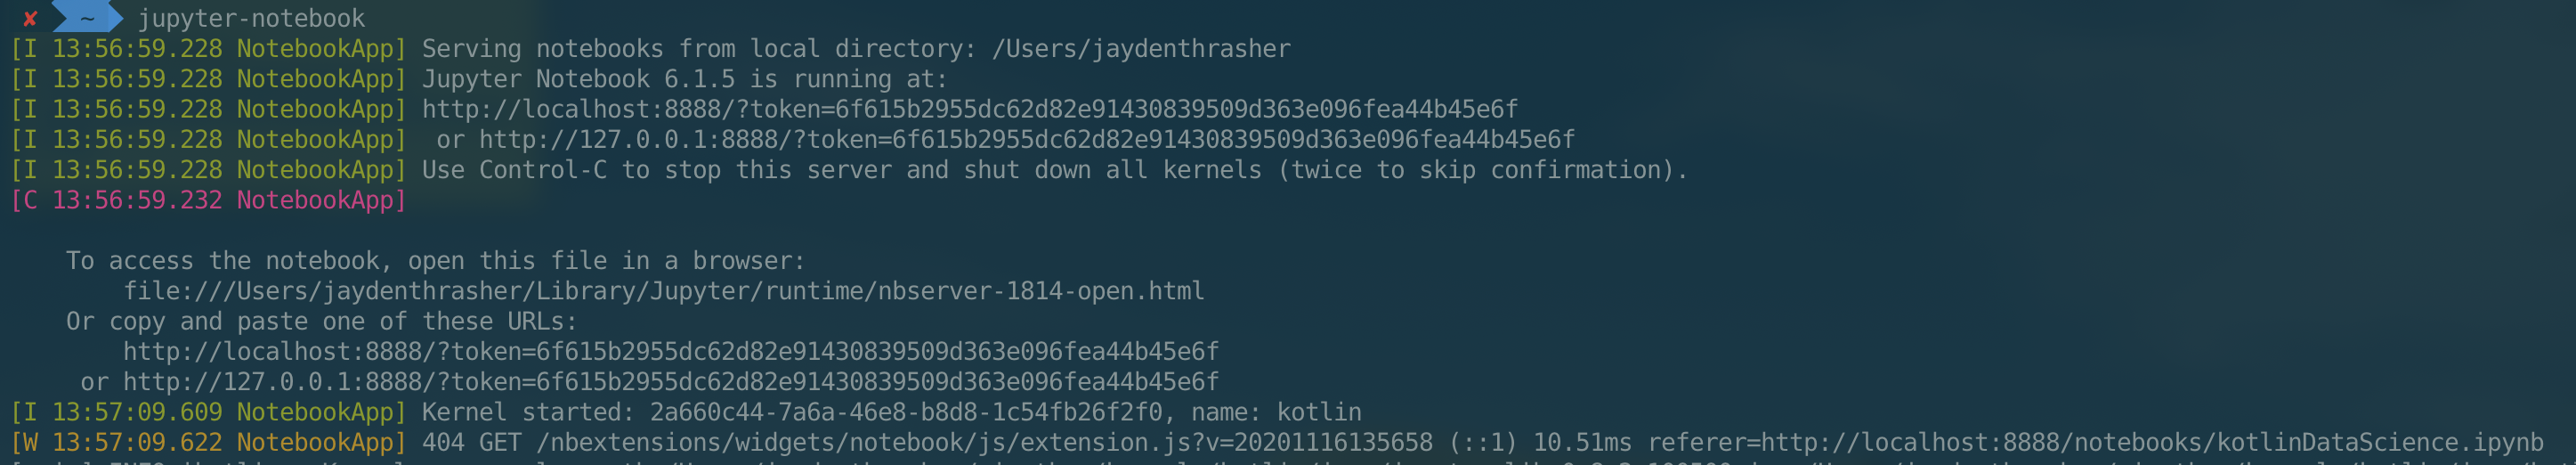 ✘ ~ jupyter-notebook
[I 13:56:59.228 NotebookApp] Serving notebooks from local directory: /Users/jaydenthrasher
[I 13:56:59.228 NotebookApp] Jupyter Notebook 6.1.5 is running at:
[I 13:56:59.228 NotebookApp] http://localhost:8888/?token=6f615b2955dc62d82e91430839509d363e096fea44b45e6f
[I 13:56:59.228 NotebookApp]  or http://127.0.0.1:8888/?token=6f615b2955dc62d82e91430839509d363e096fea44b45e6f
[I 13:56:59.228 NotebookApp] Use Control-C to stop this server and shut down all kernels (twice to skip confirmation).
[C 13:56:59.232 NotebookApp]
To access the notebook, open this file in a browser:
file:///Users/jaydenthrasher/Library/Jupyter/runtime/nbserver-1814-open.html
Or copy and paste one of these URLs:
http://localhost:8888/?token=6f615b2955dc62d82e91430839509d363e096fea44b45e6f
or http://127.0.0.1:8888/?token=6f615b2955dc62d82e91430839509d363e096fea44b45e6f
[I 13:57:09.609 NotebookApp] Kernel started: 2a660c44-7a6a-46e8-b8d8-1c54fb26f2f0, name: kotlin
[W 13:57:09.622 NotebookApp] 404 GET /nbextensions/widgets/notebook/js/extension.js?v=20201116135658 (::1) 10.51ms referer=http://localhost:8888/notebooks/kotlinDataScience.ipynb